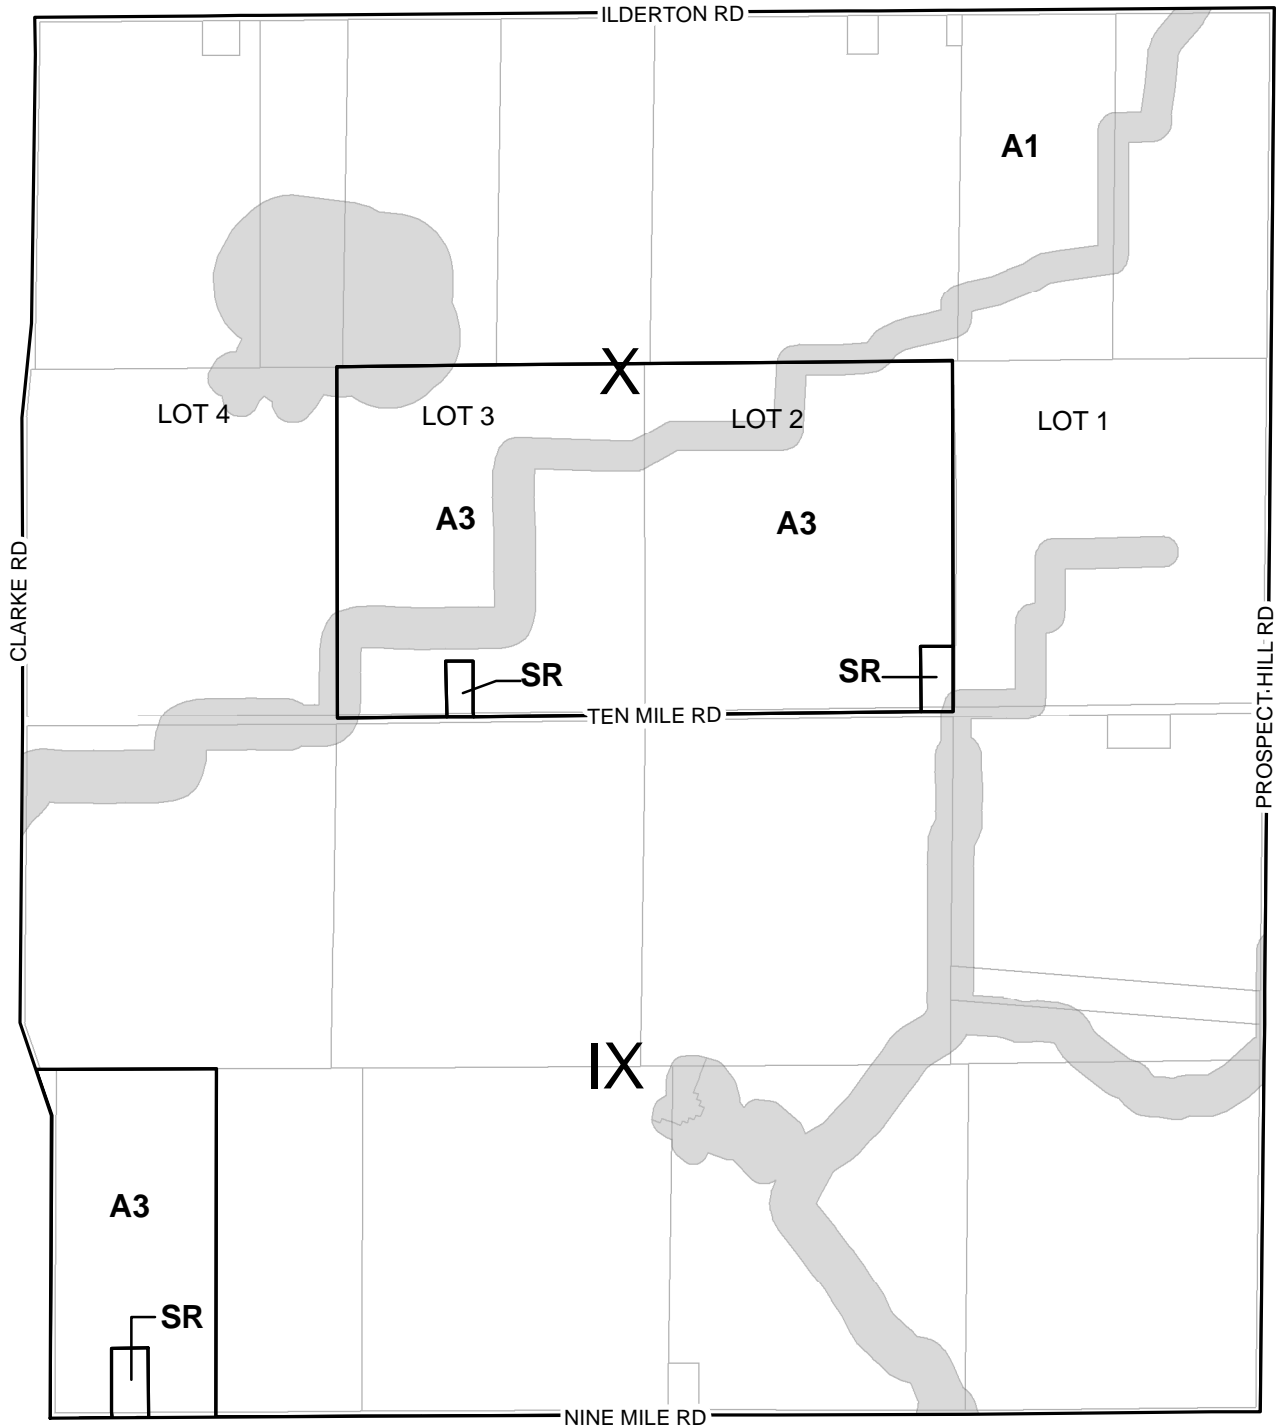 ILDERTON RD
A1
X
LOT 4
LOT 3
LOT 2
LOT 1
A3
A3
CLARKE RD
PROSPECT HILL RD
SR
SR
TEN MILE RD
IX
A3
SR
NINE MILE RD